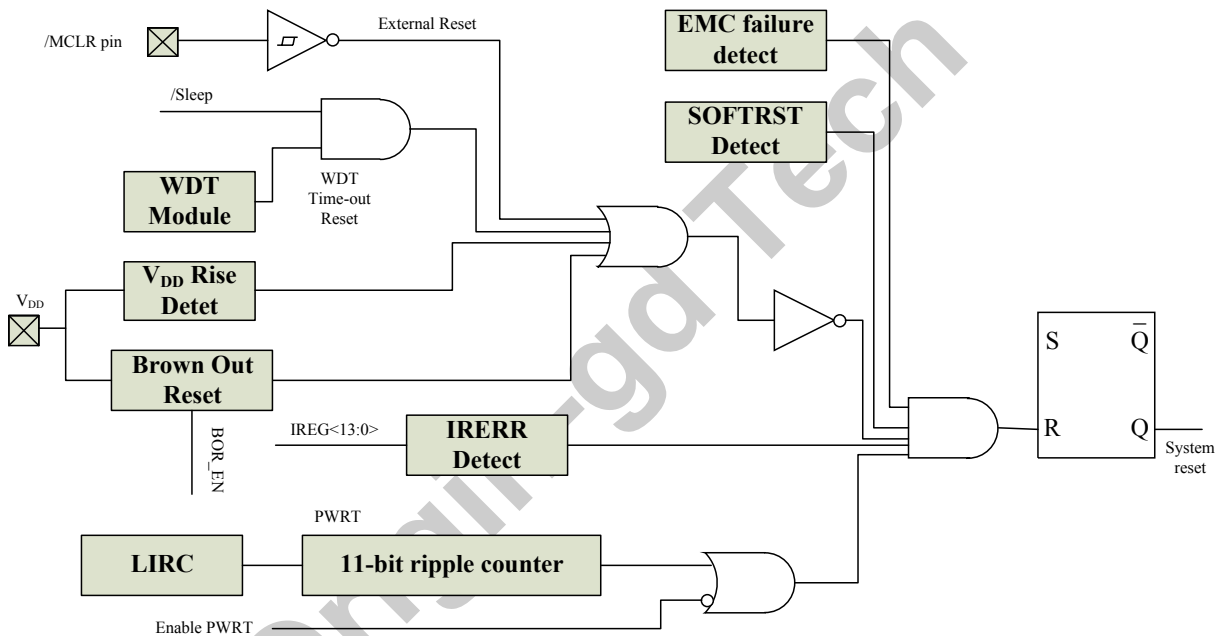 /MCLR pin
External Reset
EMC failure
detect
/Sleep
SOFTRST
Detect
WDT
Module
WDT
Time-out
Reset
VDD Rise
Detet
VDD
Brown Out
Reset
S
Q
R
Q
System
reset
BOR_EN
IREG<13:0>
IRERR
Detect
PWRT
LIRC
11-bit ripple counter
Enable PWRT